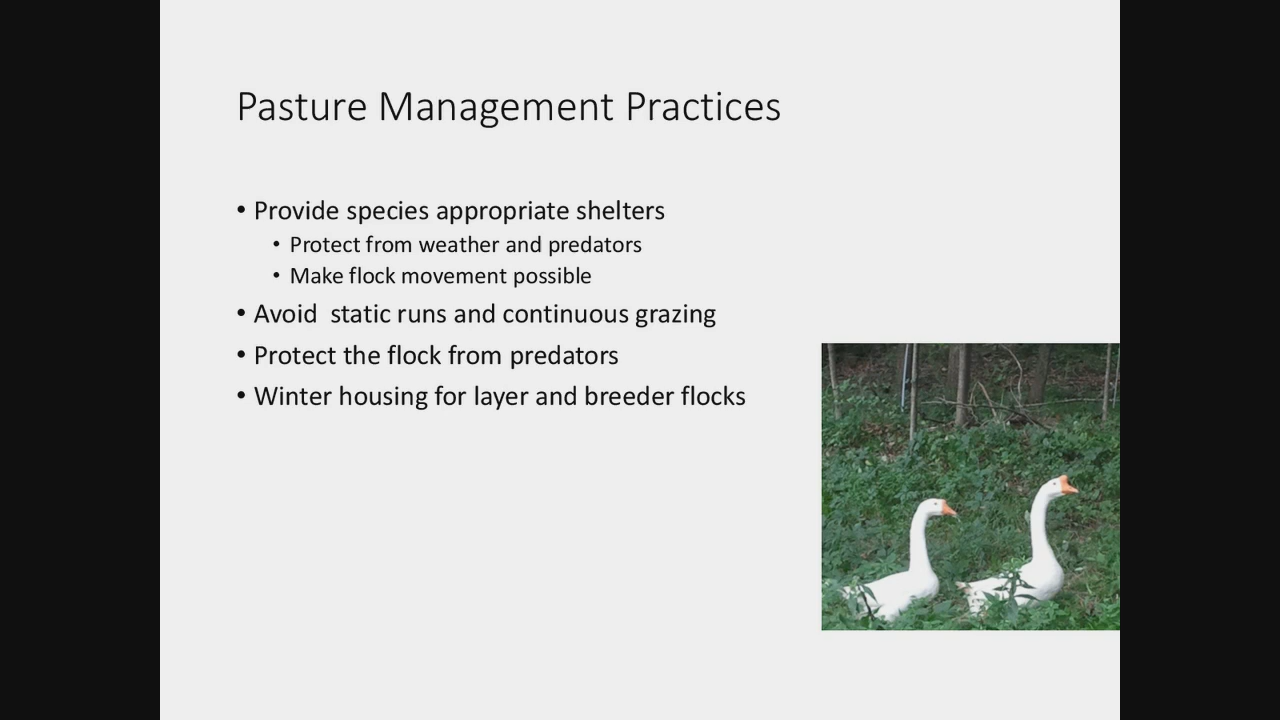 Pasture Management Practices
• Provide species appropriate shelters
• Protect from weather and predators
• Make flock movement possible
• Avoid  static runs and continuous grazing
• Protect the flock from predators
• Winter housing for layer and breeder flocks